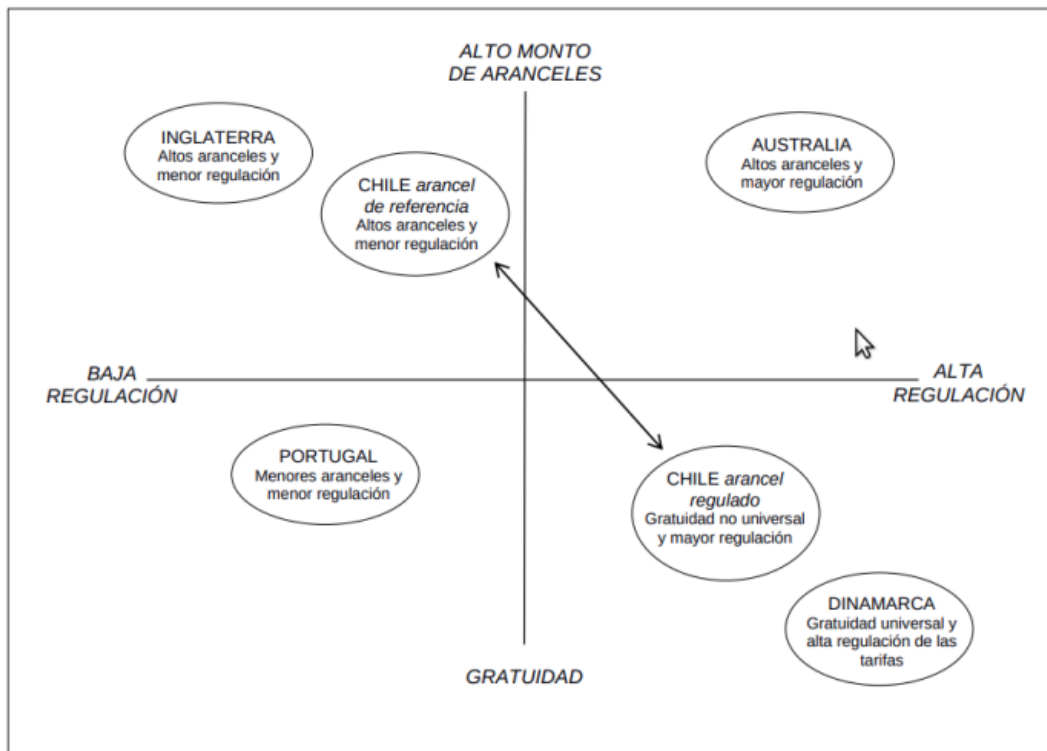 ALTO MONTO
DE ARANCELES
INGLATERRA
Altos aranceles y
menor regulación
AUSTRALIA
Altos aranceles y
mayor regulación
CHILE arancel
de referencia
Altos aranceles y
menor regulación
BAJA
REGULACIÓN
ALTA
REGULACIÓN
PORTUGAL
Menores aranceles y
menor regulación
CHILE arancel
regulado
Gratuidad no universal
y mayor regulación
DINAMARCA
Gratuidad universal y
alta regulación de las
tarifas
GRATUIDAD